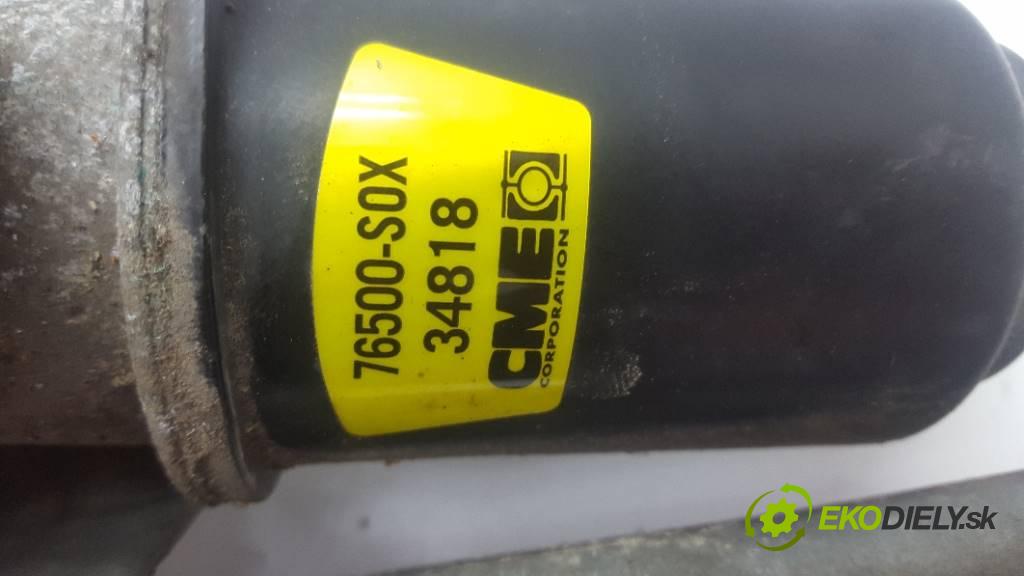 76500-S0X
34818
CME
CORPORATION
EKODIELY.sk